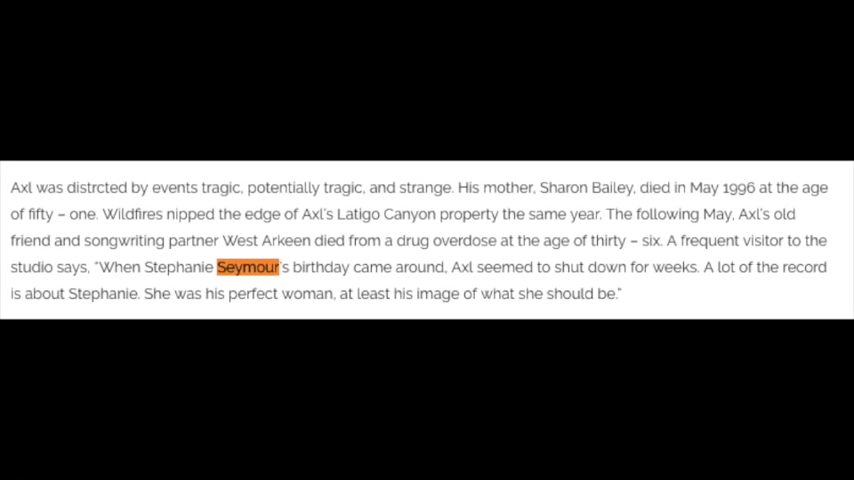 Axl was distrcted by events tragic, potentially tragic, and strange. His mother, Sharon Bailey, died in May 1996 at the age
of fifty – one. Wildfires nipped the edge of Axl's Latigo Canyon property the same year. The following May, Axl's old
friend and songwriting partner West Arkeen died from a drug overdose at the age of thirty – six. A frequent visitor to the
studio says, “When Stephanie Seymour's birthday came around, Axl seemed to shut down for weeks. A lot of the record
is about Stephanie. She was his perfect woman, at least his image of what she should be.”